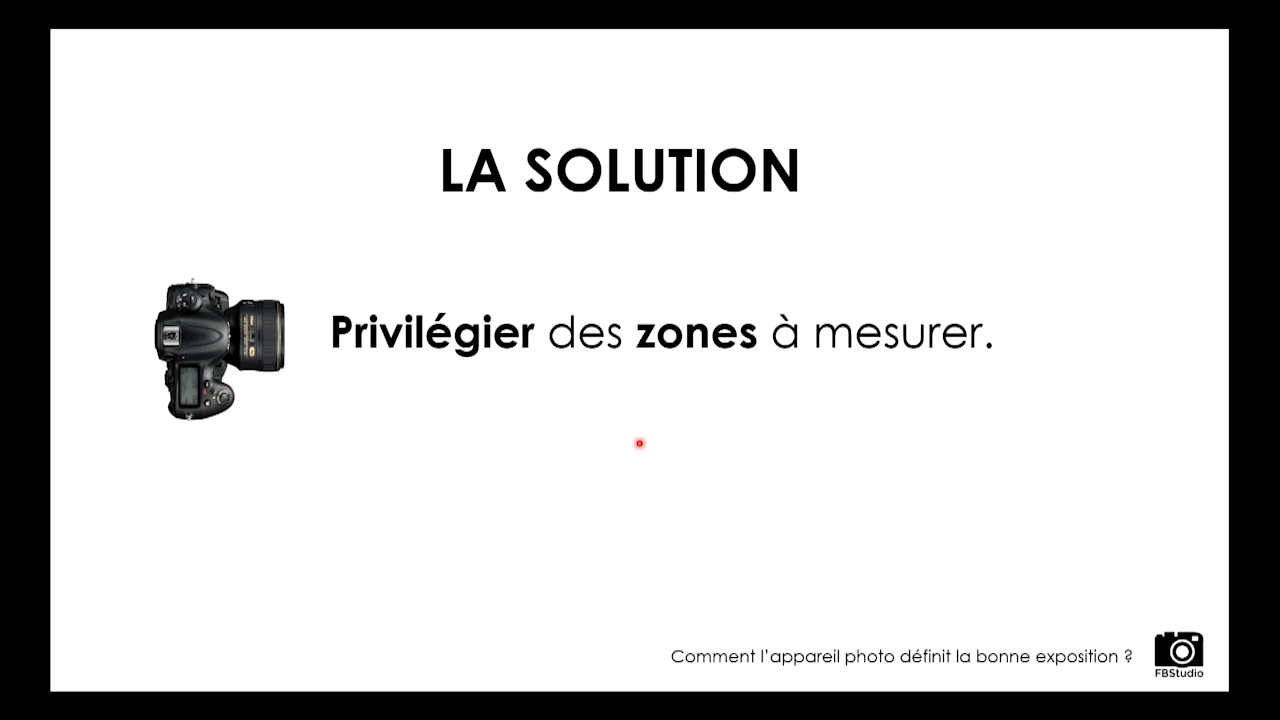 LA SOLUTION
Privilégier des zones à mesurer.
Comment l'appareil photo définit la bonne exposition ?
FBStudio